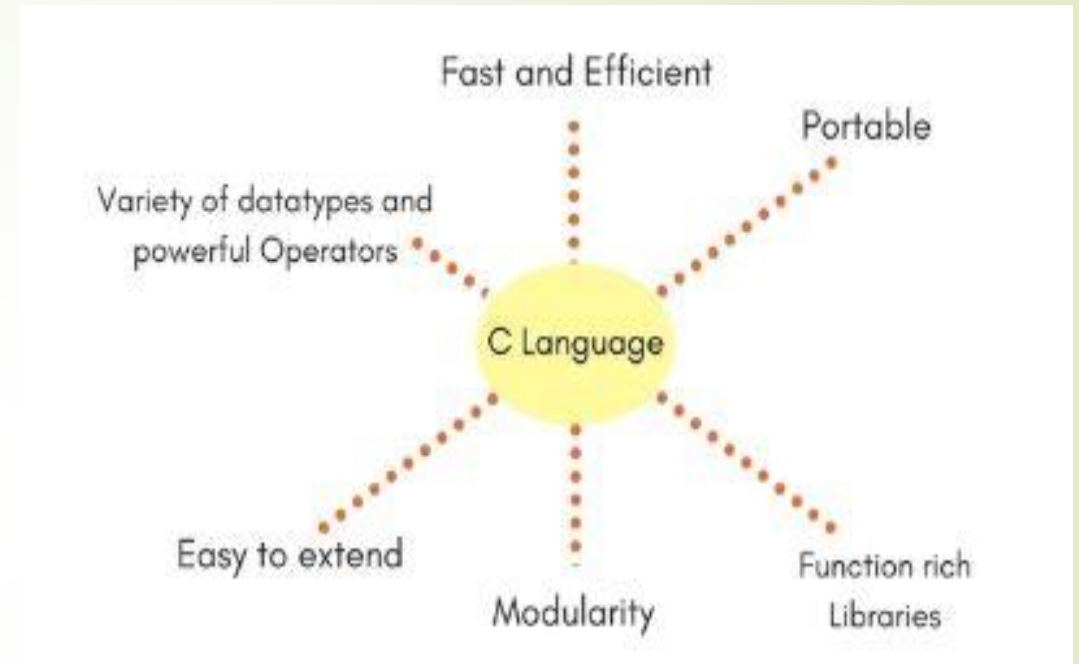 Fast and Efficient
Portable
Variety of datatypes and
powerful Operators
C Language
Easy to extend
Modularity
Function rich
Libraries